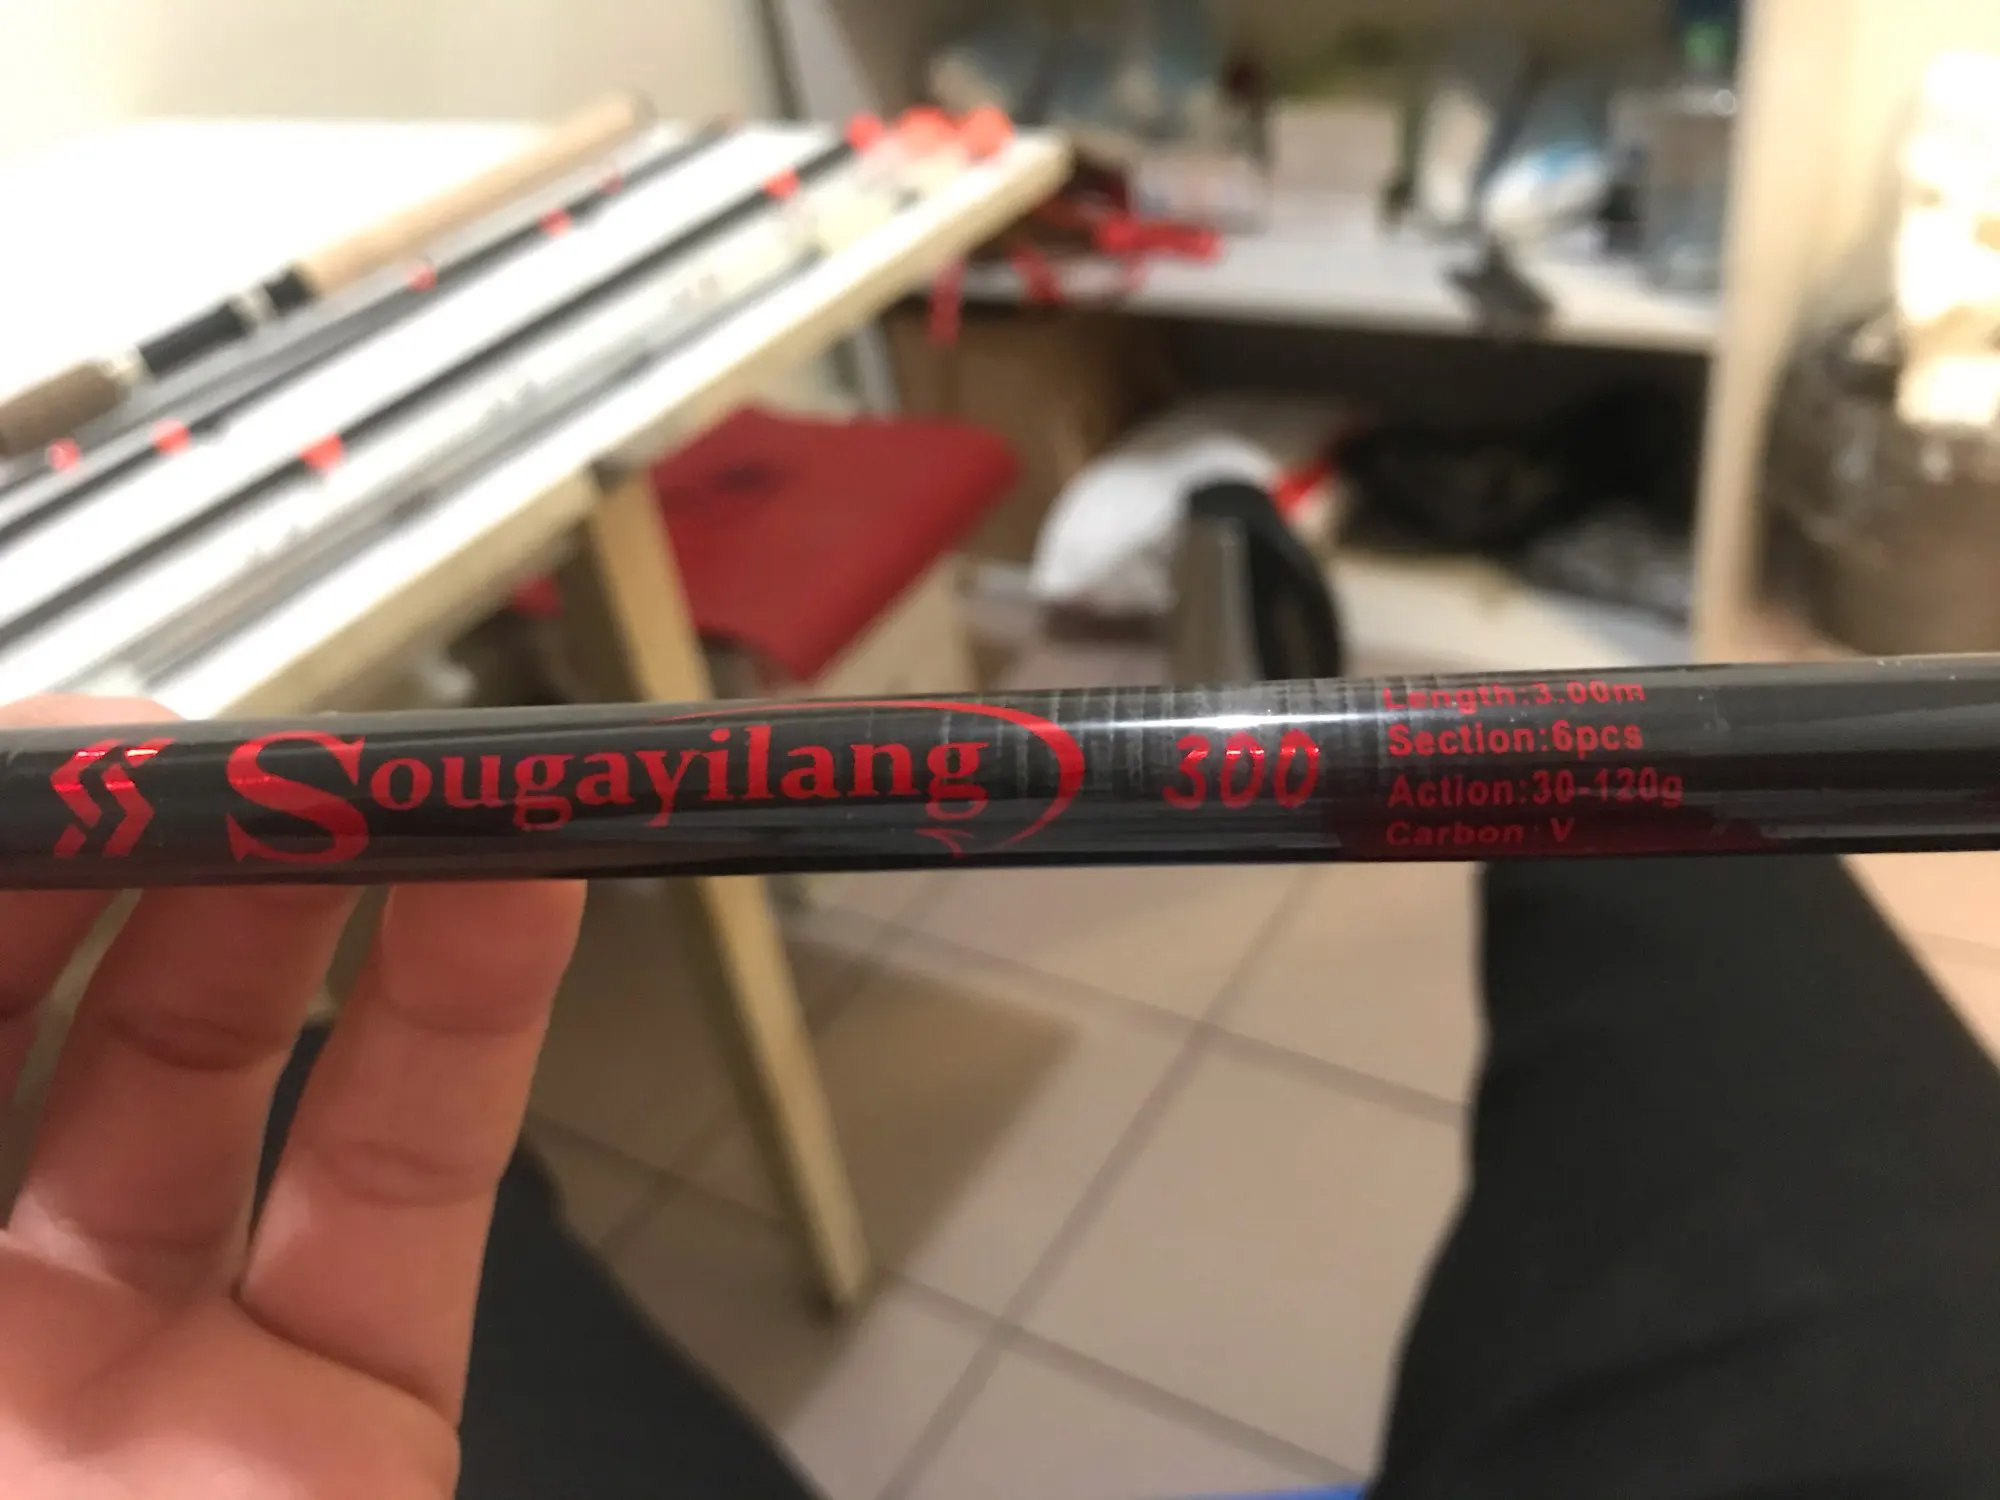 Sougayilang
300
Length:3.00m
Section:6pcs
Action:30-120g
Carbon: V